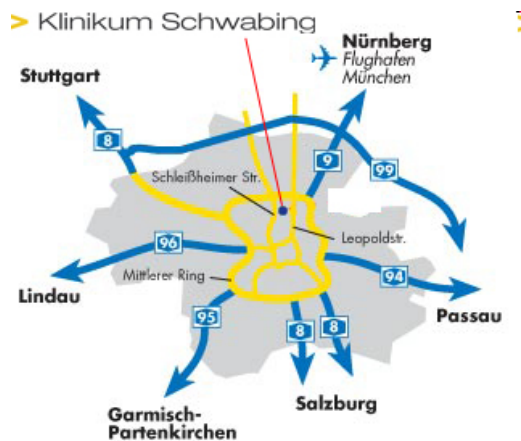 > Klinikum Schwabing
Nürnberg
Flughafen
München
Stuttgart
8
9
99
Schleißheimer Str.
Leopoldstr.
96
Mittlerer Ring
94
Lindau
95
Passau
8
8
Salzburg
Garmisch-
Partenkirchen